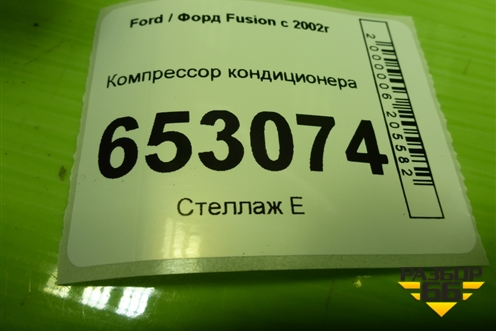 Ford / Форд Fusion с 2002г
Компрессор кондиционера
653074
Стеллаж Е
2000006205582
РАЗБОР
66